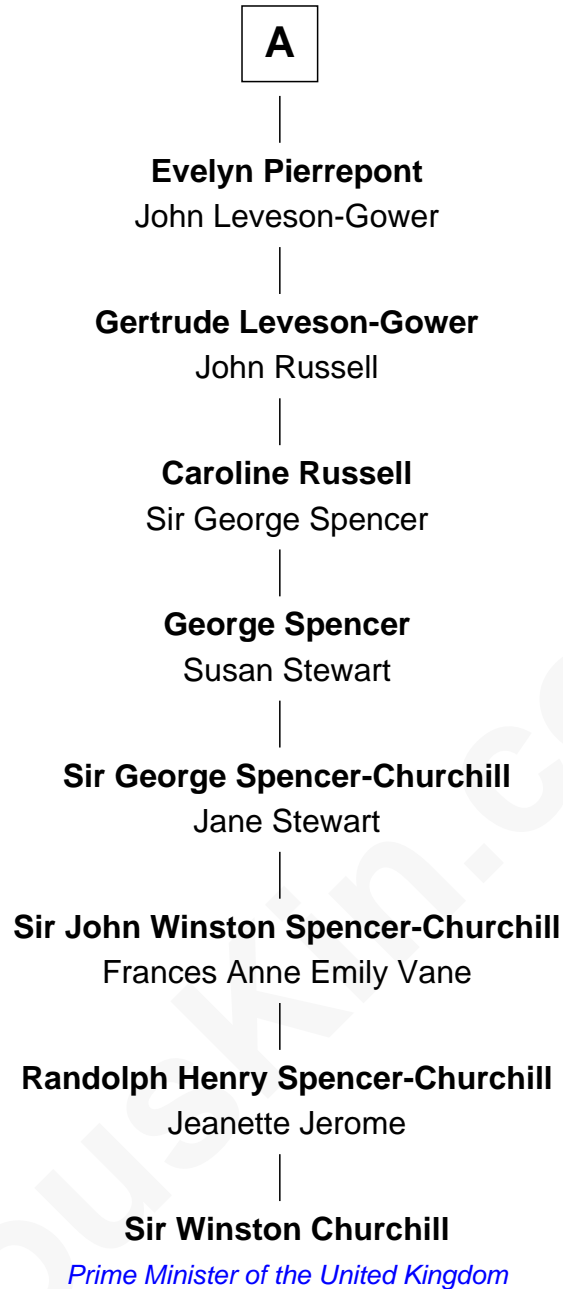 A
Evelyn Pierrepont
John Leveson-Gower
Gertrude Leveson-Gower
John Russell
Caroline Russell
Sir George Spencer
George Spencer
Susan Stewart
Sir George Spencer-Churchill
Jane Stewart
Sir John Winston Spencer-Churchill
Frances Anne Emily Vane
Randolph Henry Spencer-Churchill
Jeanette Jerome
Sir Winston Churchill
Prime Minister of the United Kingdom